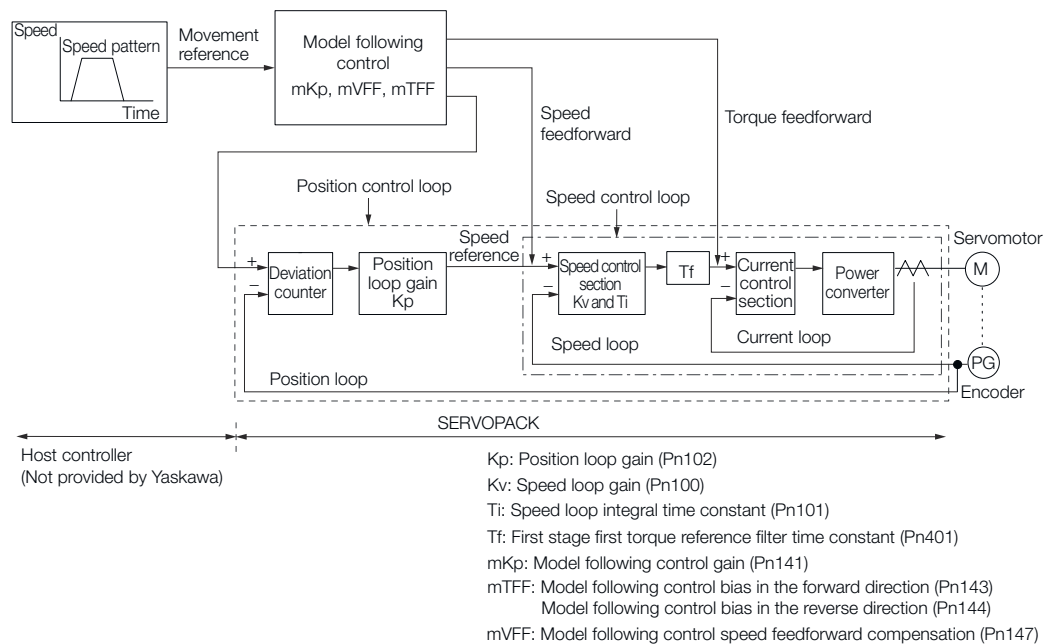 Speed
Speed pattern
Time
Movement
reference
Model following
control
mKp, mVFF, mTFF
Speed
feedforward
Torque feedforward
Position control loop
Speed control loop
Servomotor
+
−
Deviation
counter
Position
loop gain
Kp
Speed
reference
+
−
Speed control
section
Kv and Ti
Tf
+
−
Current
control
section
Power
converter
M
Current loop
Speed loop
PG
Encoder
Position loop
SERVOPACK
Host controller
(Not provided by Yaskawa)
Kp: Position loop gain (Pn102)
Kv: Speed loop gain (Pn100)
Ti: Speed loop integral time constant (Pn101)
Tf: First stage first torque reference filter time constant (Pn401)
mKp: Model following control gain (Pn141)
mTFF: Model following control bias in the forward direction (Pn143)
Model following control bias in the reverse direction (Pn144)
mVFF: Model following control speed feedforward compensation (Pn147)